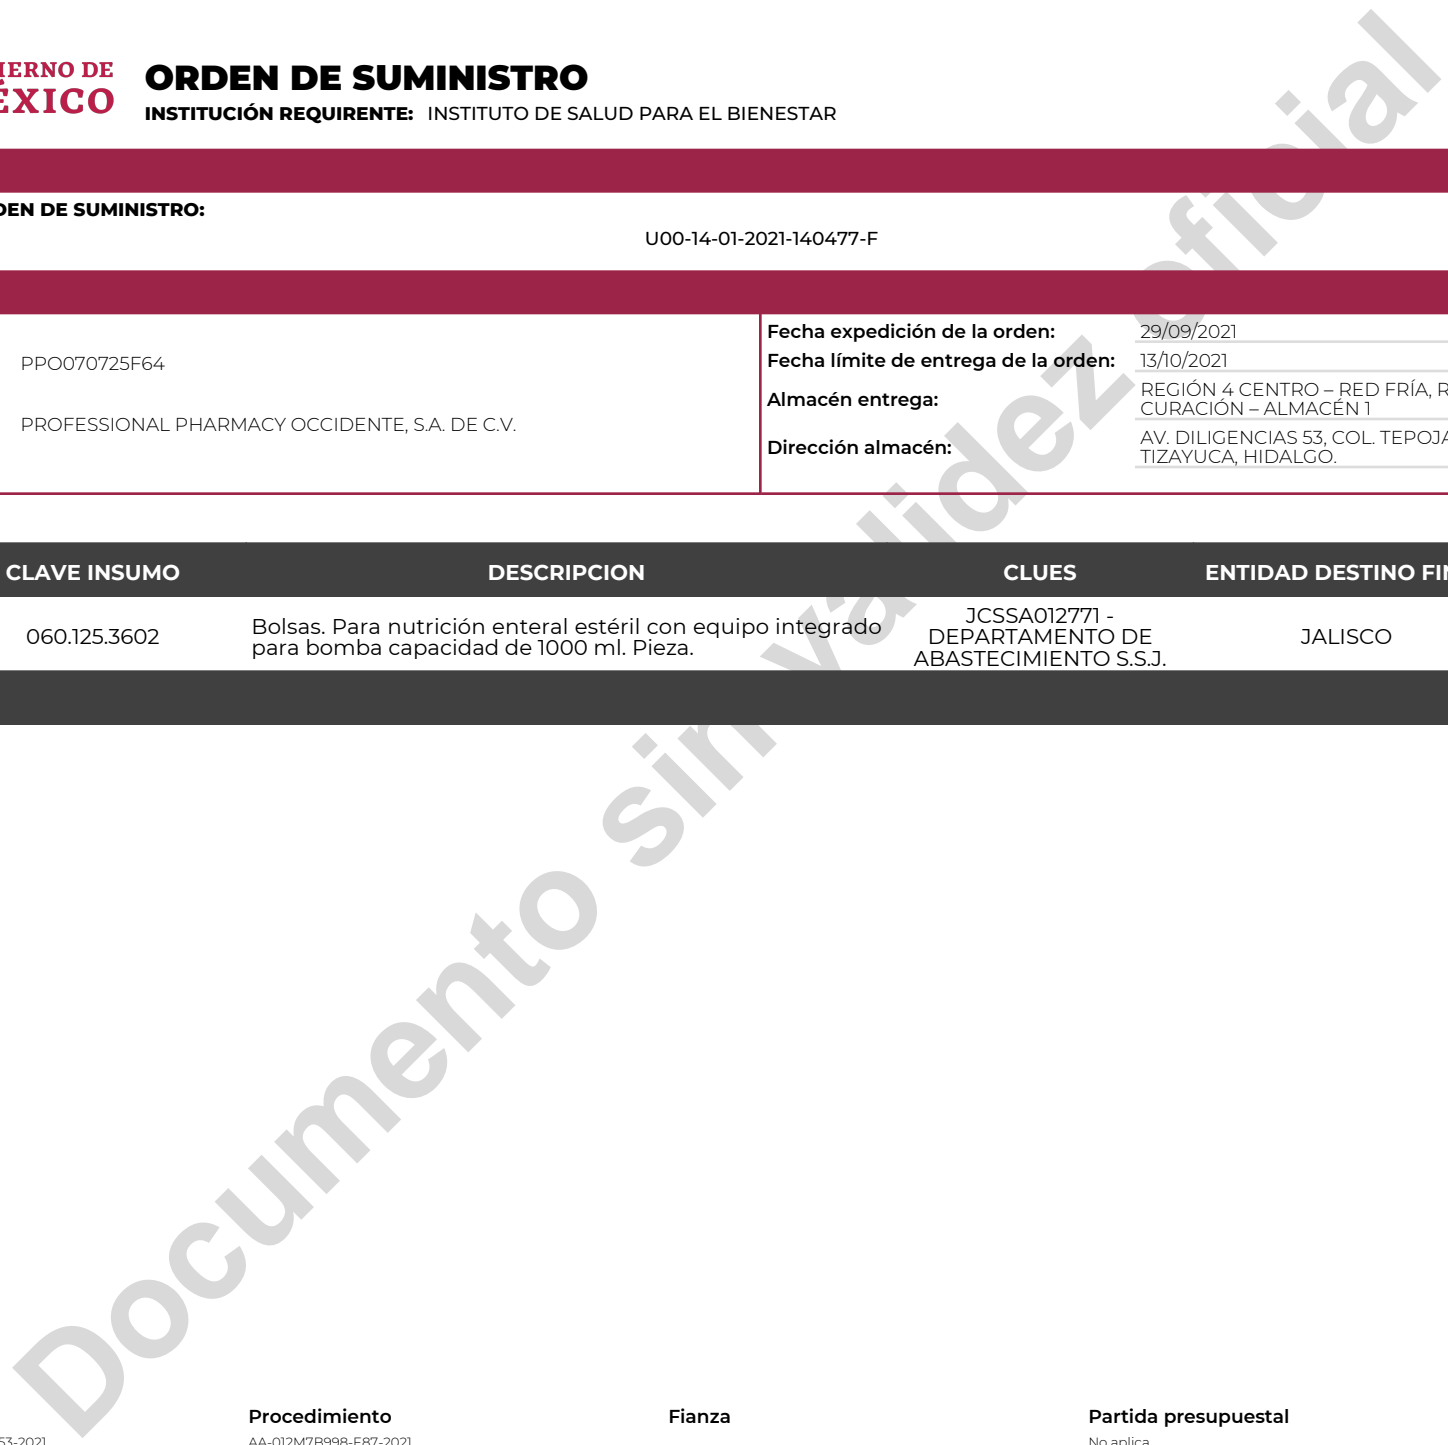 IERNO DE
ÉXICO
ORDEN DE SUMINISTRO
INSTITUCIÓN REQUIRENTE: INSTITUTO DE SALUD PARA EL BIENESTAR
DEN DE SUMINISTRO:
U00-14-01-2021-140477-F
PPO070725F64
PROFESSIONAL PHARMACY OCCIDENTE, S.A. DE C.V.
Fecha expedición de la orden: 29/09/2021
Fecha límite de entrega de la orden: 13/10/2021
Almacén entrega: REGIÓN 4 CENTRO – RED FRÍA, R
CURACIÓN – ALMACÉN 1
Dirección almacén: AV. DILIGENCIAS 53, COL. TEPOJA
TIZAYUCA, HIDALGO.
CLAVE INSUMO DESCRIPCION CLUES ENTIDAD DESTINO FIN
060.125.3602
Bolsas. Para nutrición enteral estéril con equipo integrado
para bomba capacidad de 1000 ml. Pieza.
JCSSA012771 -
DEPARTAMENTO DE
ABASTECIMIENTO S.S.J.
JALISCO
Documento sin validez oficial
Procedimiento Fianza Partida presupuestal
53-2021 AA-012M7B998-E87-2021 No aplica